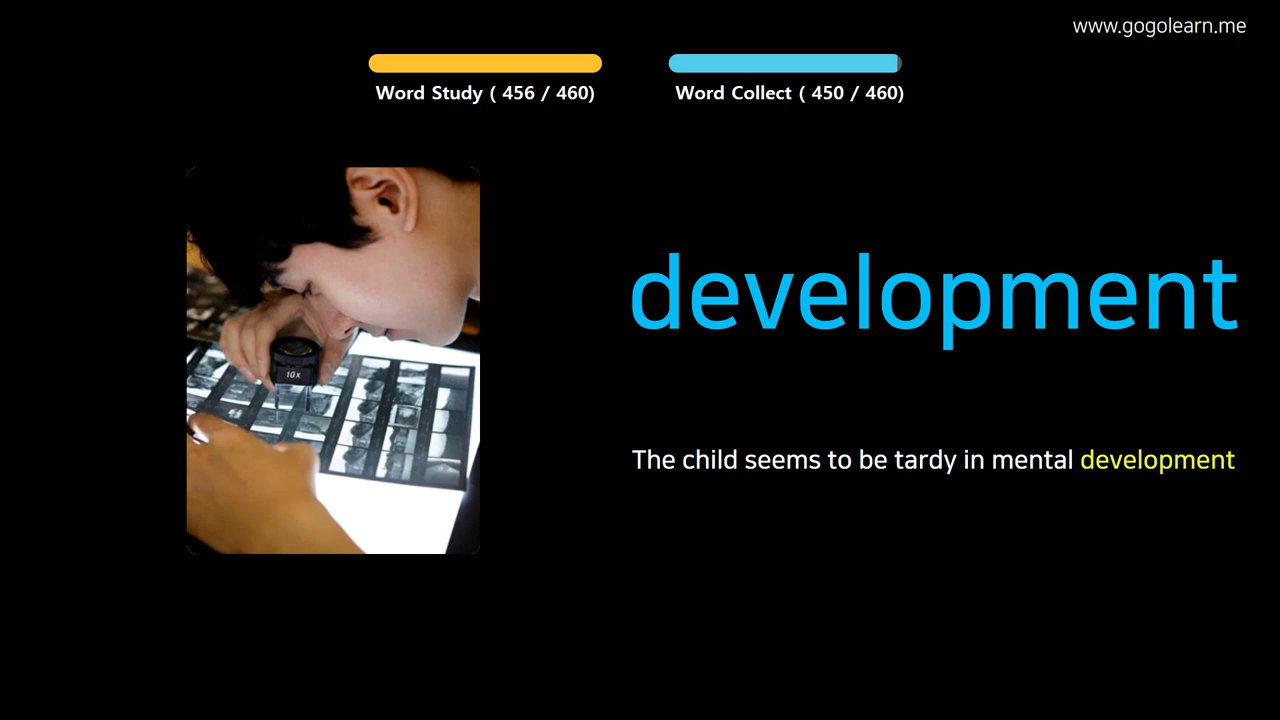 www.gogolearn.me
Word Study ( 456 / 460)
Word Collect ( 450 / 460)
10x
development
The child seems to be tardy in mental development